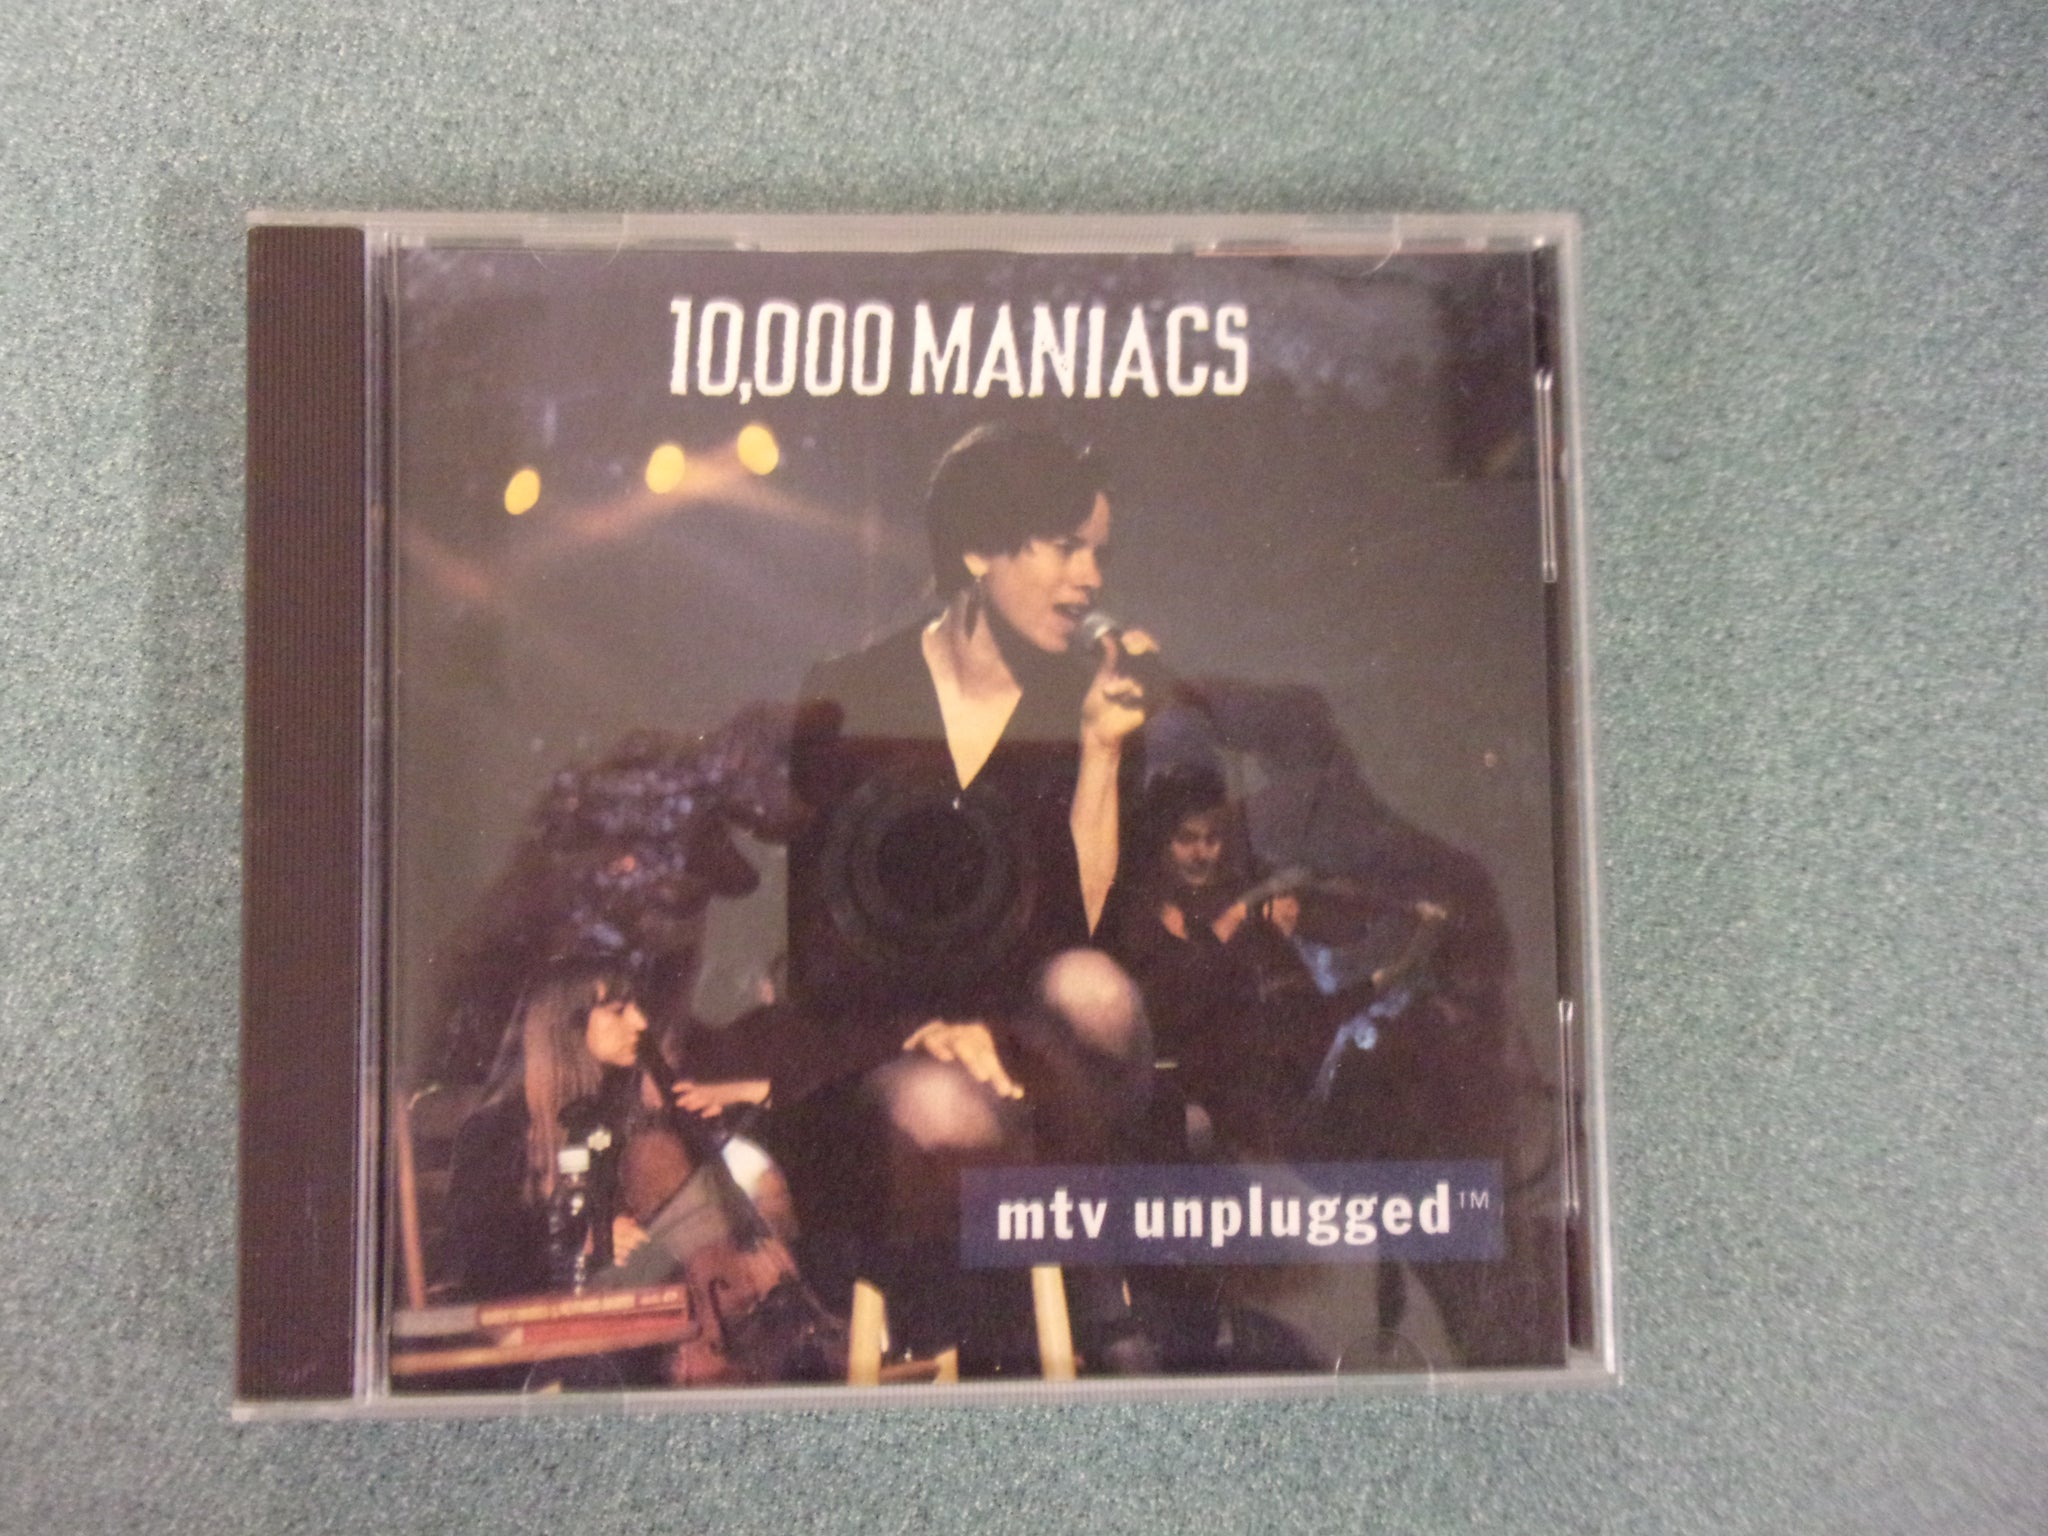 10,000 MANIACS
mtv unplugged™